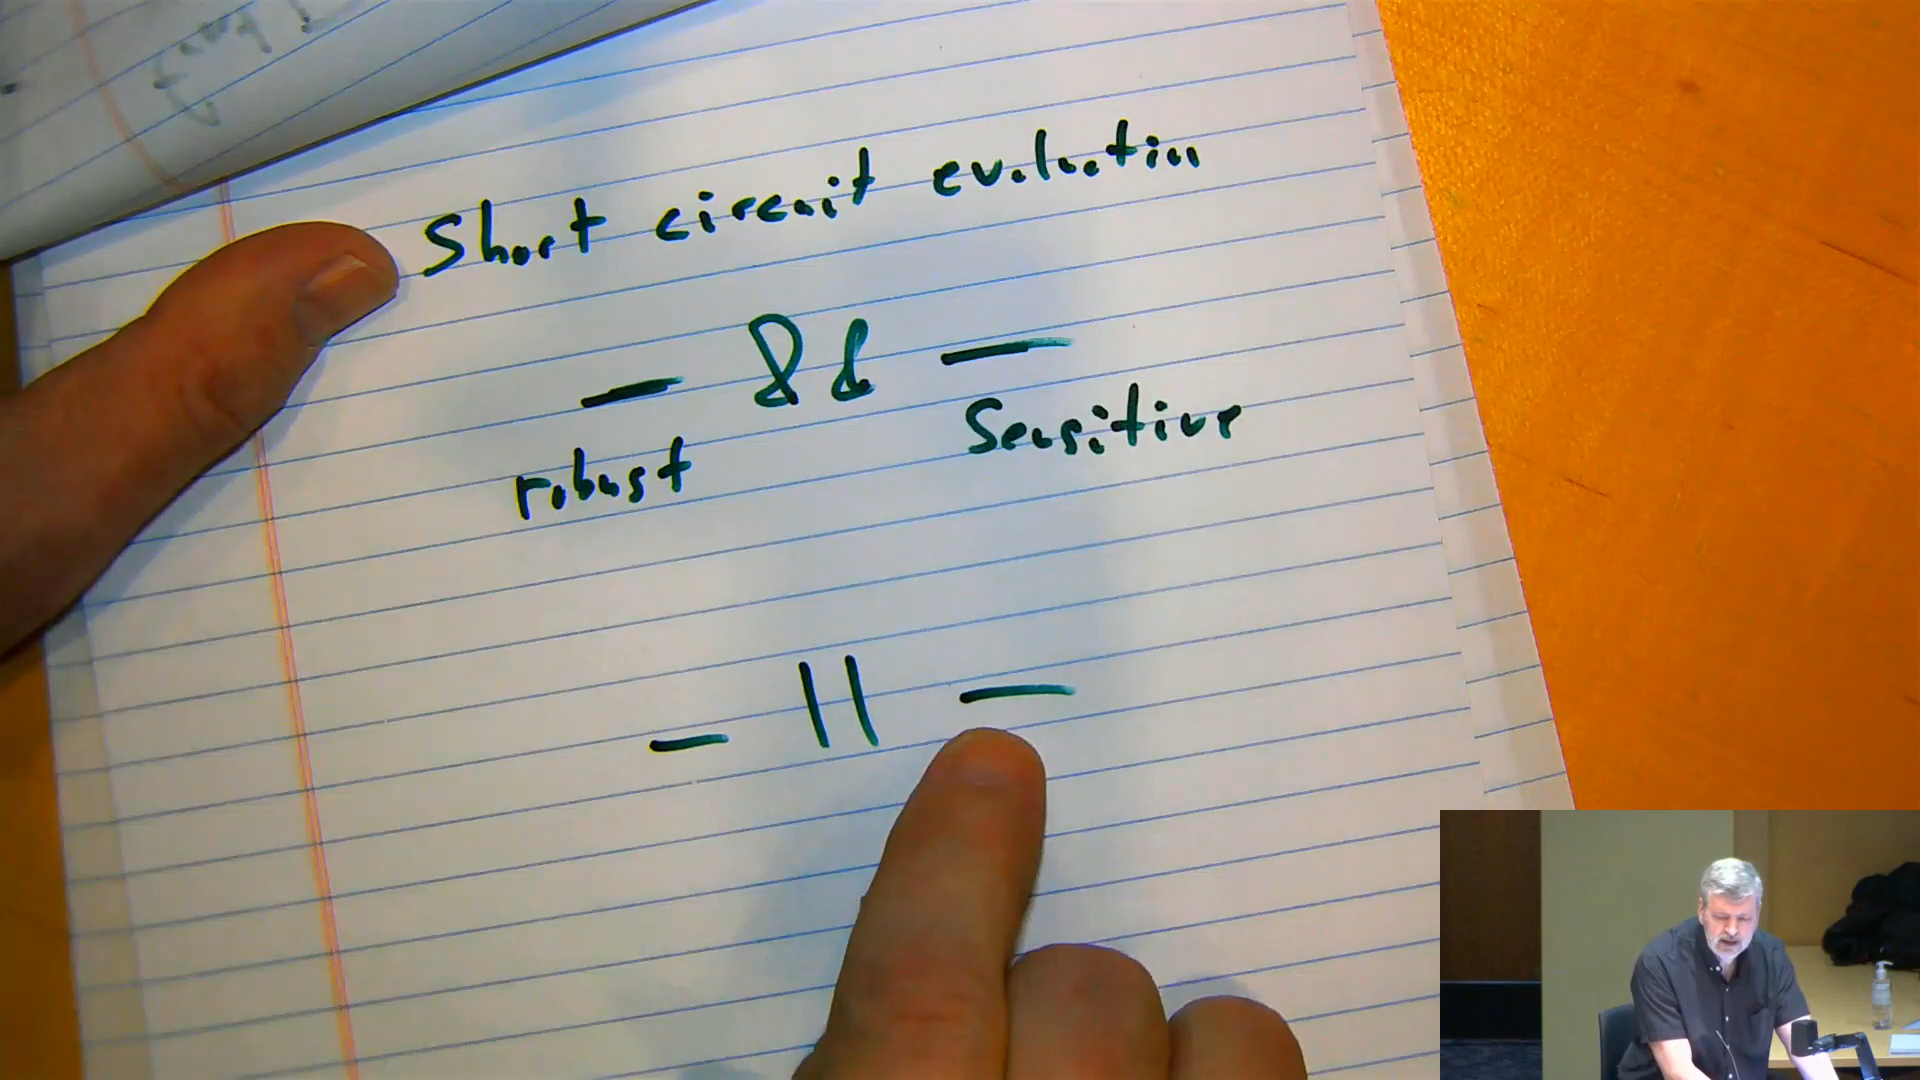 Short circuit evaluation
— && —
robust sensitive
— || —